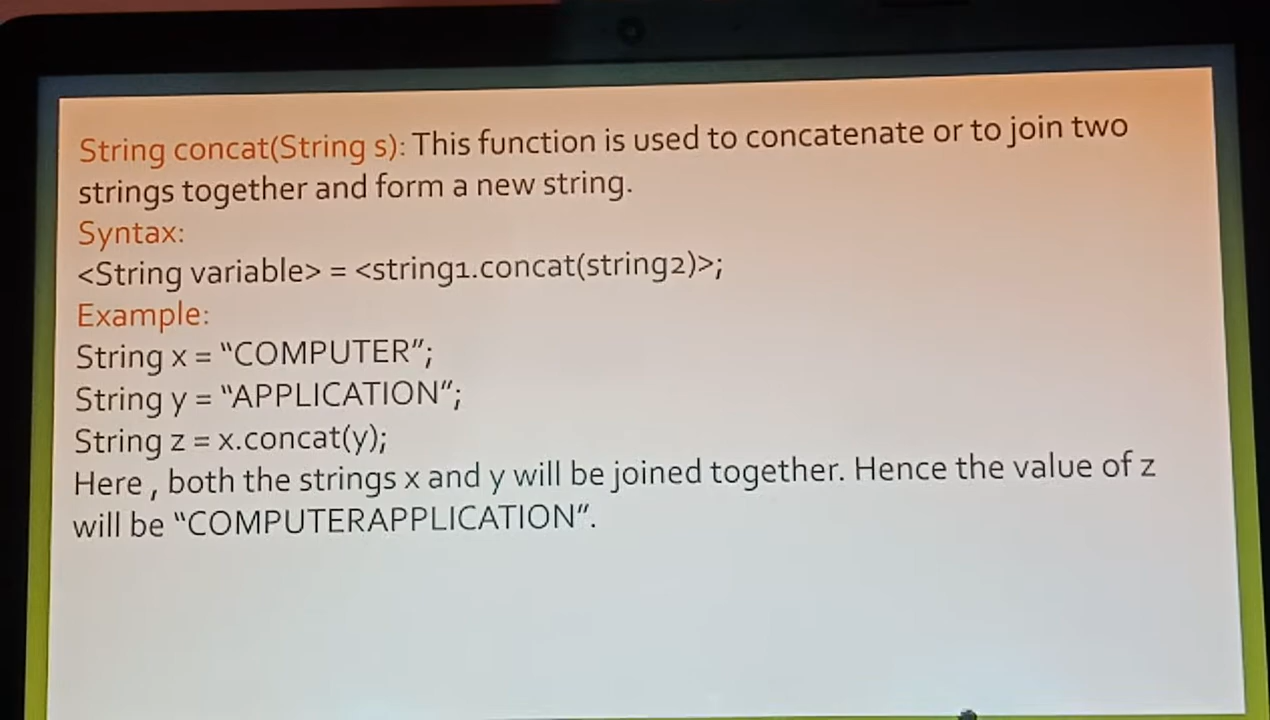 String concat(String s): This function is used to concatenate or to join two
strings together and form a new string.
Syntax:
<String variable> = <string1.concat(string2)>;
Example:
String x = “COMPUTER”;
String y = “APPLICATION”;
String z = x.concat(y);
Here , both the strings x and y will be joined together. Hence the value of z
will be “COMPUTERAPPLICATION”.